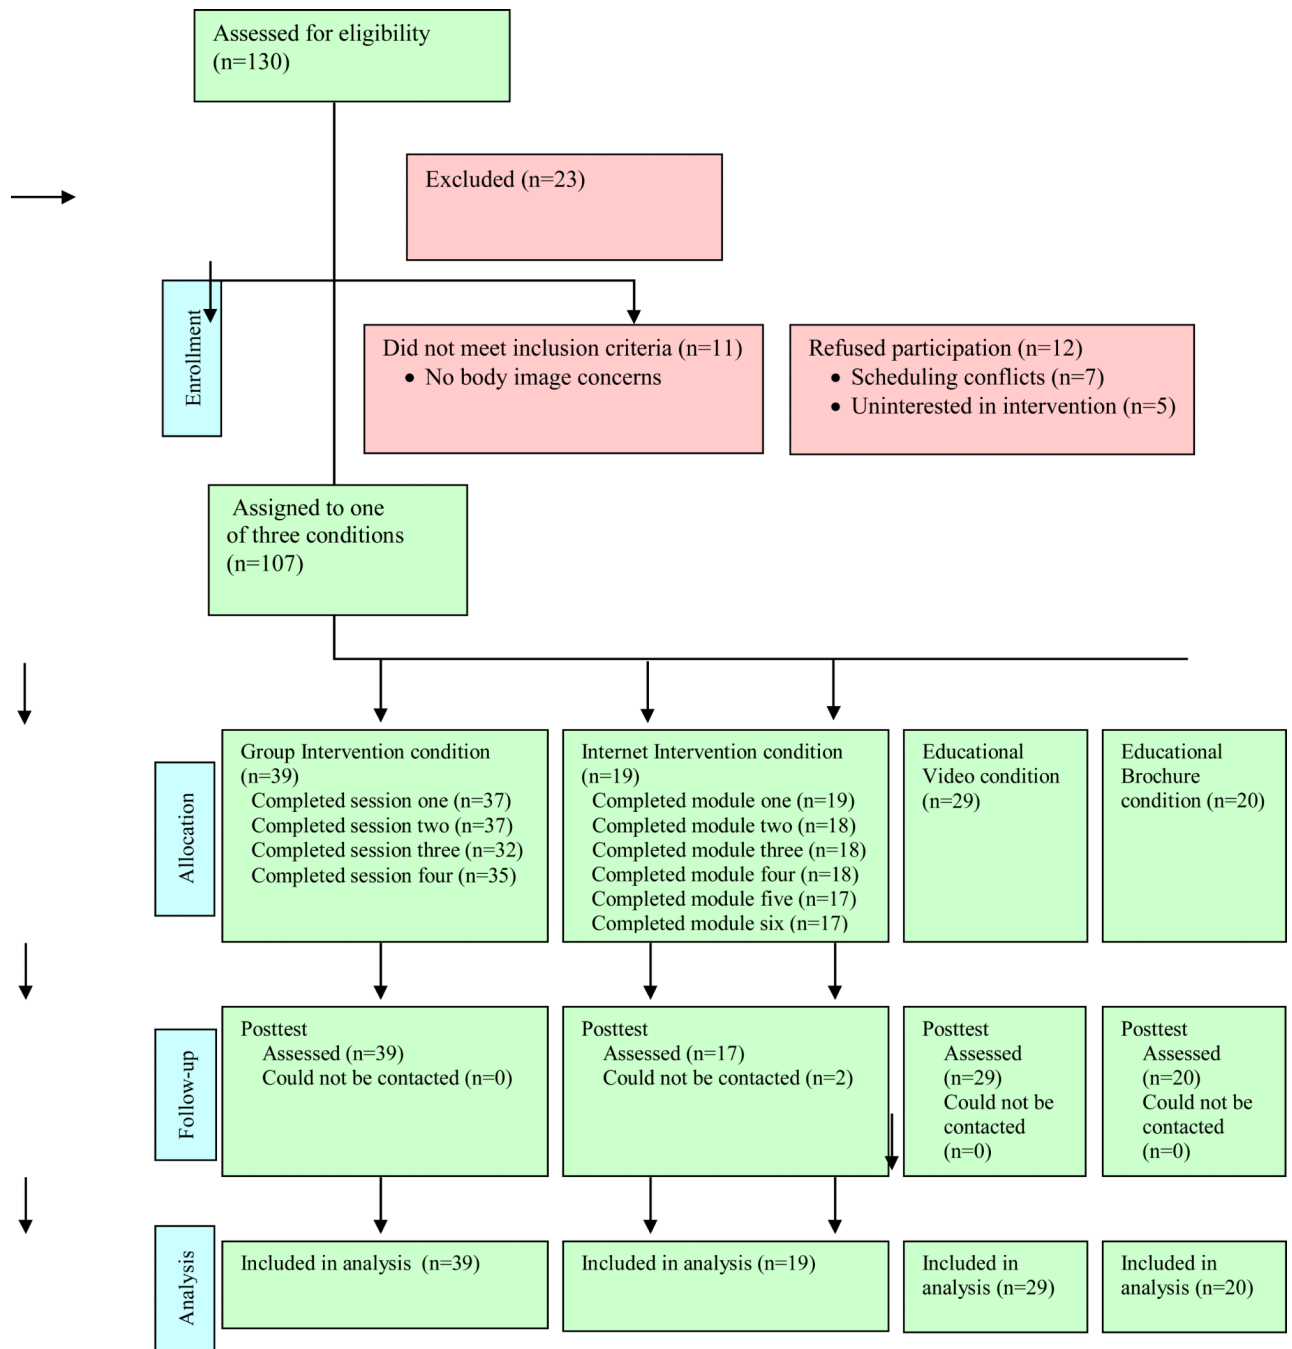 Assessed for eligibility
(n=130)
Excluded (n=23)
Enrollment
Did not meet inclusion criteria (n=11)
• No body image concerns
Refused participation (n=12)
• Scheduling conflicts (n=7)
• Uninterested in intervention (n=5)
Assigned to one
of three conditions
(n=107)
Allocation
Group Intervention condition
(n=39)
Completed session one (n=37)
Completed session two (n=37)
Completed session three (n=32)
Completed session four (n=35)
Internet Intervention condition
(n=19)
Completed module one (n=19)
Completed module two (n=18)
Completed module three (n=18)
Completed module four (n=18)
Completed module five (n=17)
Completed module six (n=17)
Educational
Video condition
(n=29)
Educational
Brochure
condition (n=20)
Follow-up
Posttest
Assessed (n=39)
Could not be contacted (n=0)
Posttest
Assessed (n=17)
Could not be contacted (n=2)
Posttest
Assessed
(n=29)
Could not be
contacted
(n=0)
Posttest
Assessed
(n=20)
Could not be
contacted
(n=0)
Analysis
Included in analysis (n=39)
Included in analysis (n=19)
Included in
analysis (n=29)
Included in
analysis (n=20)